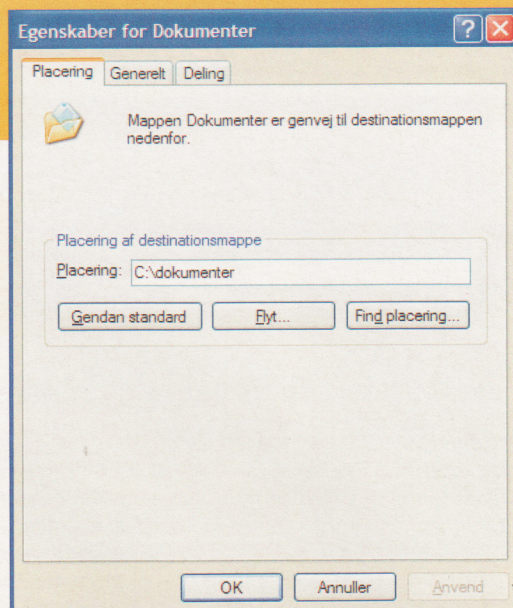 Egenskaber for Dokumenter
Placering Generelt Deling
Mappen Dokumenter er genvej til destinationsmappen
nedenfor.
Placering af destinationsmappe
Placering: C:\dokumenter
Gendan standard Flyt... Find placering...
OK Annuller Anvend